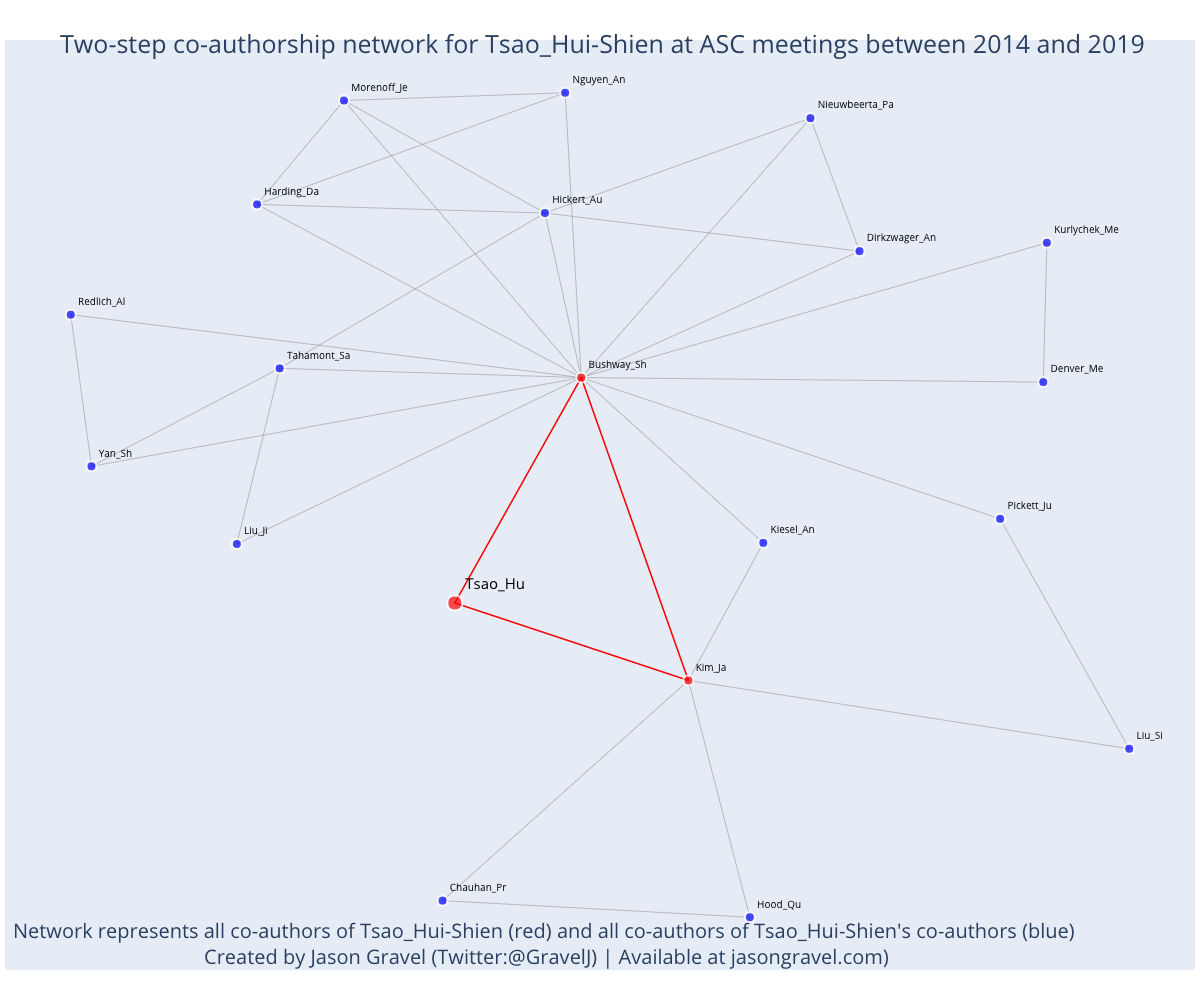 Two-step co-authorship network for Tsao_Hui-Shien at ASC meetings between 2014 and 2019
Nguyen_An
Morenoff_Je
Nieuwbeerta_Pa
Harding_Da
Hickert_Au
Kurlychek_Me
Dirkzwager_An
Redlich_Al
Tahamont_Sa
Bushway_Sh
Denver_Me
Yan_Sh
Pickett_Ju
Liu_Ji
Kiesel_An
Tsao_Hu
Kim_Ja
Liu_Si
Chauhan_Pr
Hood_Qu
Network represents all co-authors of Tsao_Hui-Shien (red) and all co-authors of Tsao_Hui-Shien's co-authors (blue)
Created by Jason Gravel (Twitter:@GravelJ) | Available at jasongravel.com)